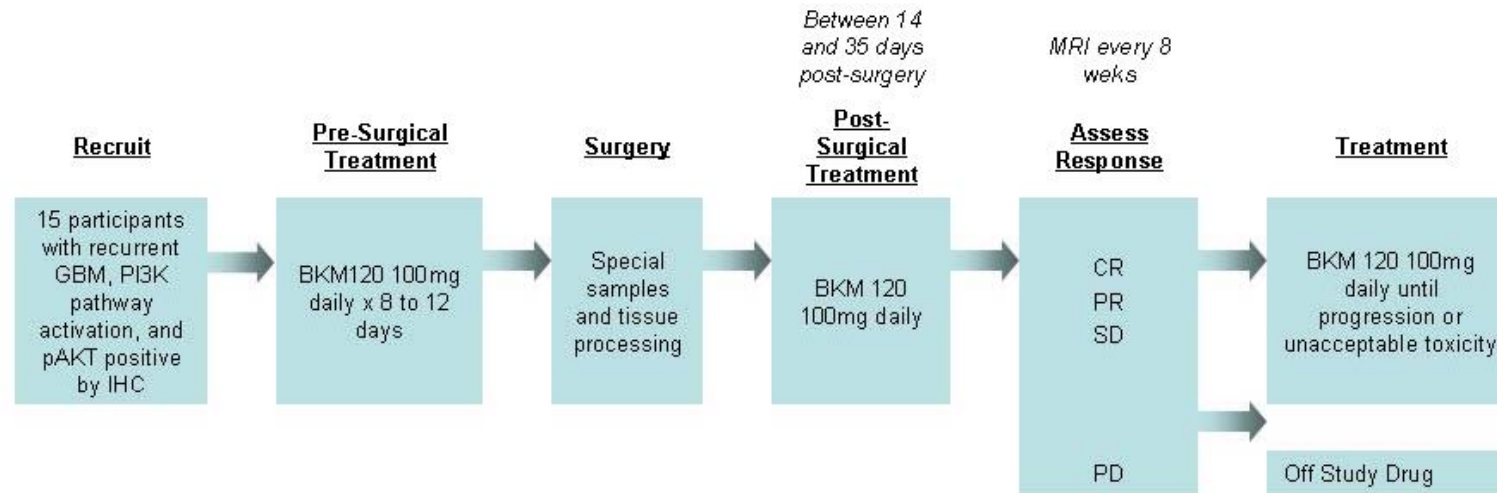 Between 14
and 35 days
post-surgery
MRI every 8
weks
Recruit
Pre-Surgical
Treatment
Surgery
Post-
Surgical
Treatment
Assess
Response
Treatment
15 participants
with recurrent
GBM, PI3K
pathway
activation, and
pAKT positive
by IHC
BKM120 100mg
daily x 8 to 12
days
Special
samples
and tissue
processing
BKM 120
100mg daily
CR
PR
SD
PD
BKM 120 100mg
daily until
progression or
unacceptable toxicity
Off Study Drug